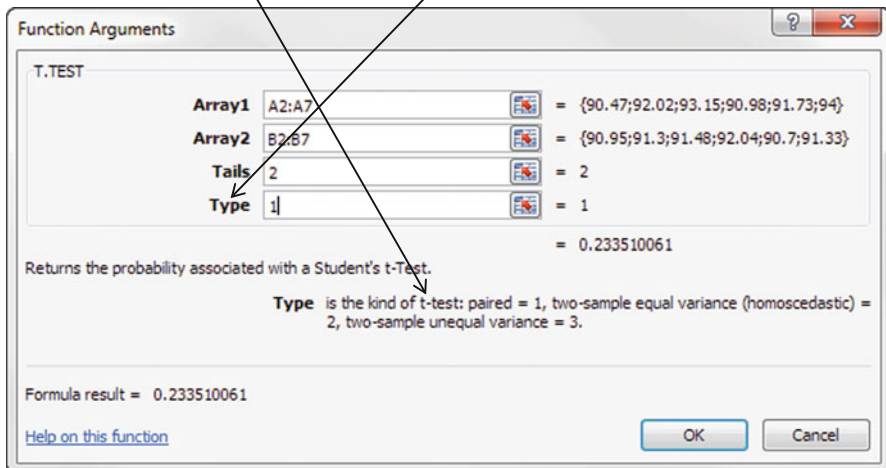 Function Arguments
T.TEST
Array1 A2:A7 = {90.47;92.02;93.15;90.98;91.73;94}
Array2 B2:B7 = {90.95;91.3;91.48;92.04;90.7;91.33}
Tails 2 = 2
Type 1 = 1
= 0.233510061
Returns the probability associated with a Student's t-Test.
Type is the kind of t-test: paired = 1, two-sample equal variance (homoscedastic) =
2, two-sample unequal variance = 3.
Formula result = 0.233510061
Help on this function OK Cancel